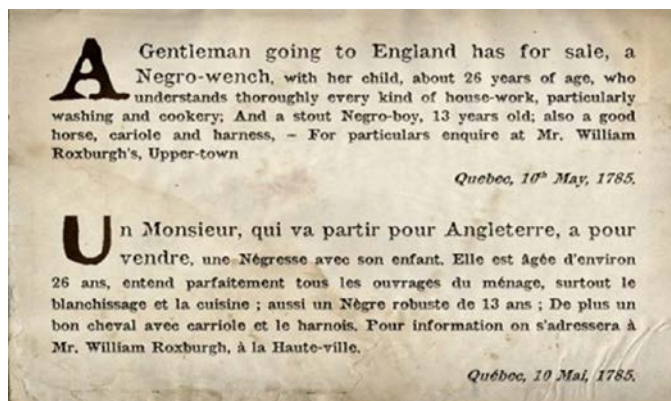 A Gentleman going to England has for sale, a
Negro-wench, with her child, about 26 years of age, who
understands thoroughly every kind of house-work, particularly
washing and cookery; And a stout Negro-boy, 13 years old; also a good
horse, cariole and harness, – For particulars enquire at Mr. William
Roxburgh's, Upper-town
Quebec, 10th May, 1785.
Un Monsieur, qui va partir pour Angleterre, a pour
vendre, une Négresse avec son enfant. Elle est âgée d'environ
26 ans, entend parfaitement tous les ouvrages du ménage, surtout le
blanchissage et la cuisine ; aussi un Nègre robuste de 13 ans ; De plus un
bon cheval avec carriole et le harnois. Pour information on s'adressera à
Mr. William Roxburgh, à la Haute-ville.
Québec, 10 Mai, 1785.